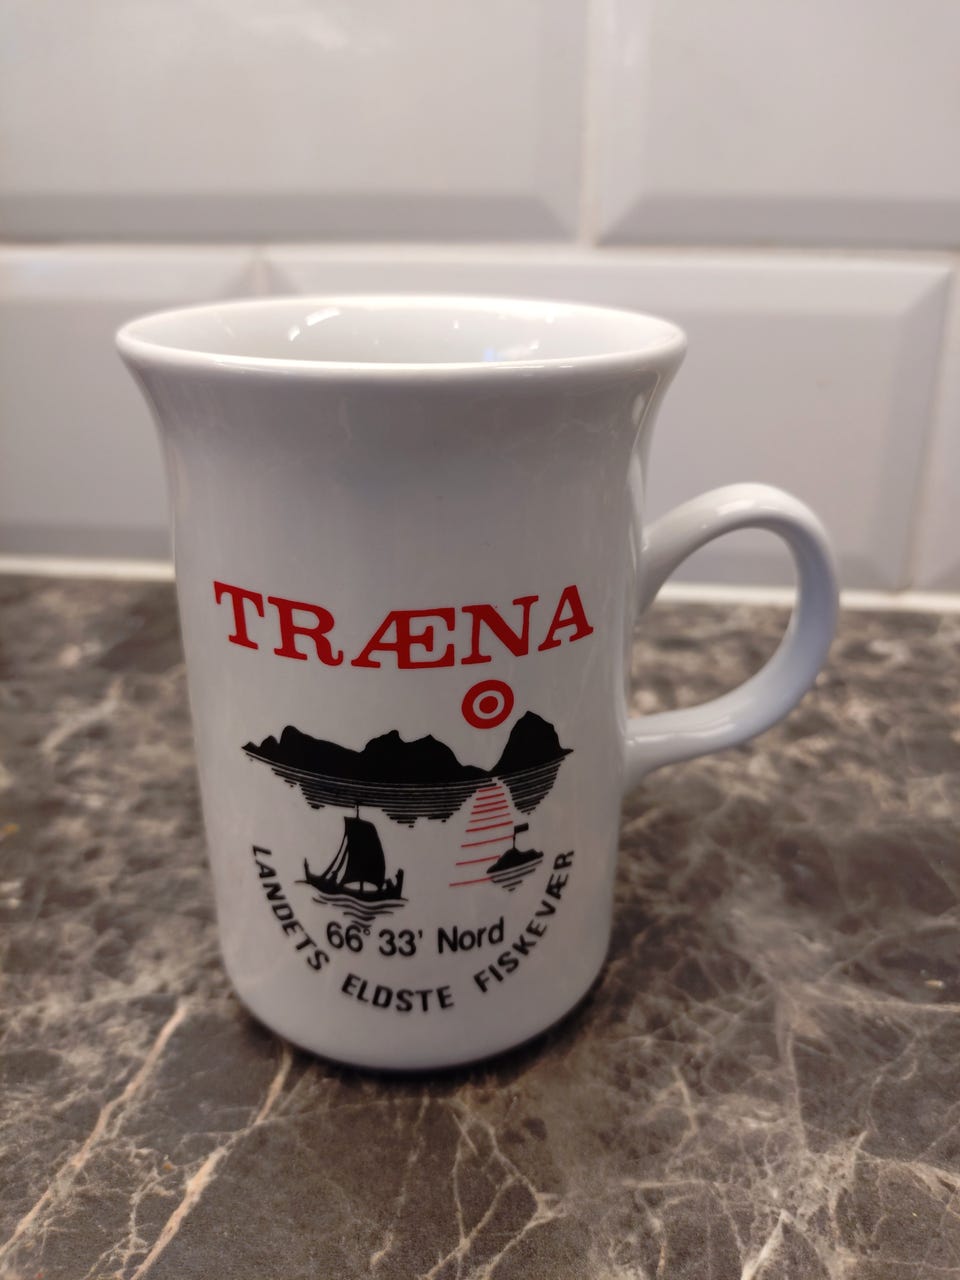 TRÆNA
66° 33' Nord
LANDETS ELDSTE FISKEVÆR